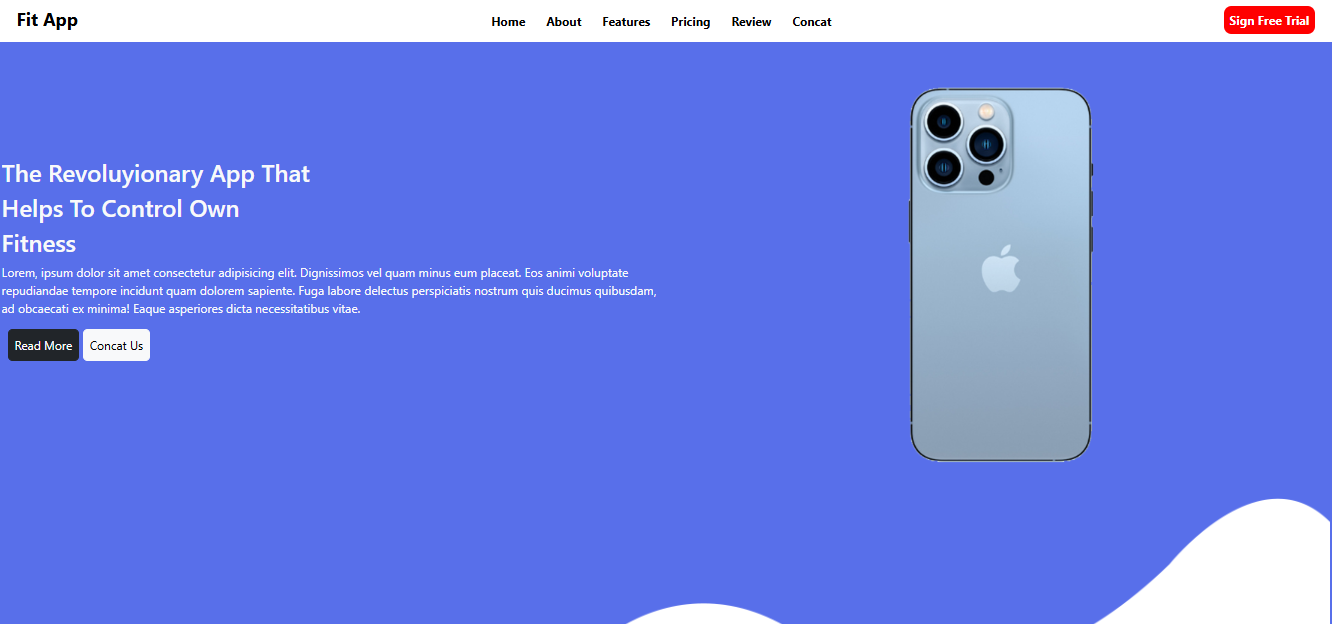 Fit App
Home About Features Pricing Review Concat
Sign Free Trial
The Revoluyionary App That
Helps To Control Own
Fitness
Lorem, ipsum dolor sit amet consectetur adipisicing elit. Dignissimos vel quam minus eum placeat. Eos animi voluptate
repudiandae tempore incidunt quam dolorem sapiente. Fuga labore delectus perspiciatis nostrum quis ducimus quibusdam,
ad obcaecati ex minima! Eaque asperiores dicta necessitatibus vitae.
Read More
Concat Us